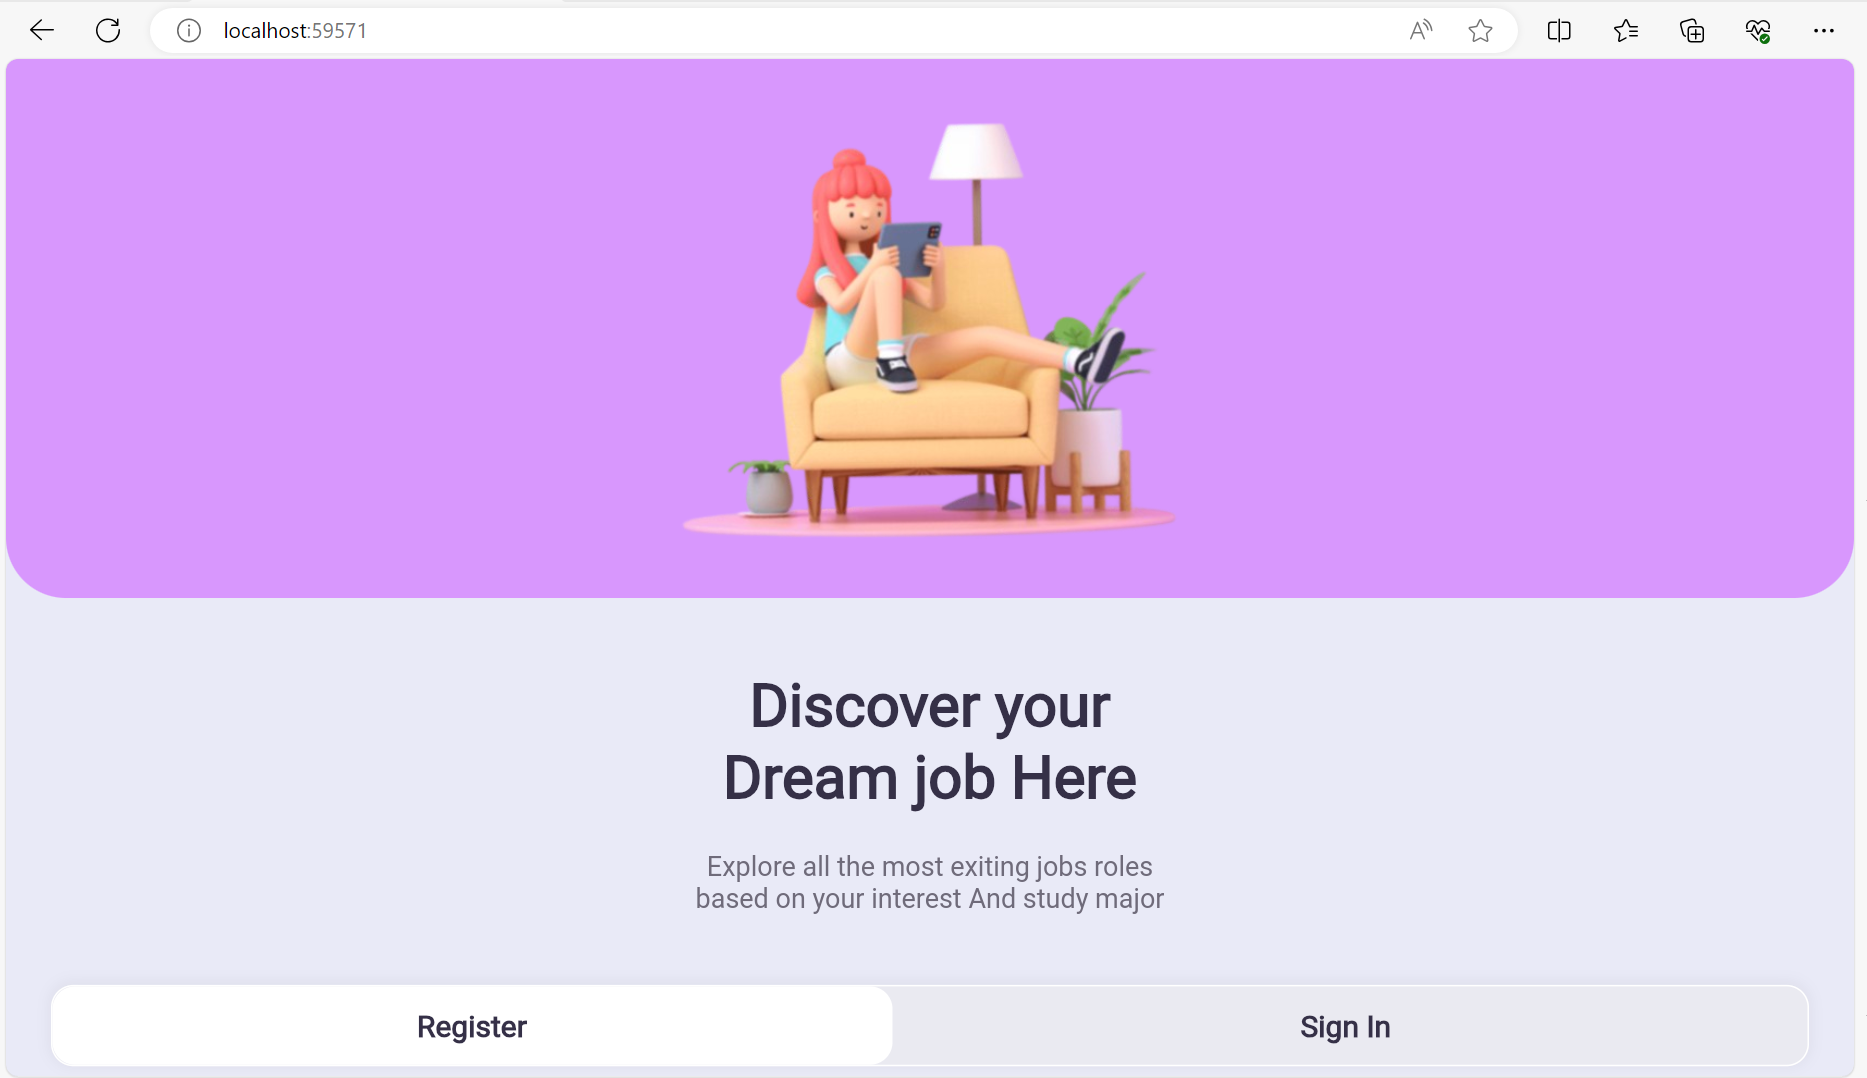 localhost:59571
Discover your
Dream job Here
Explore all the most exiting jobs roles
based on your interest And study major
Register
Sign In